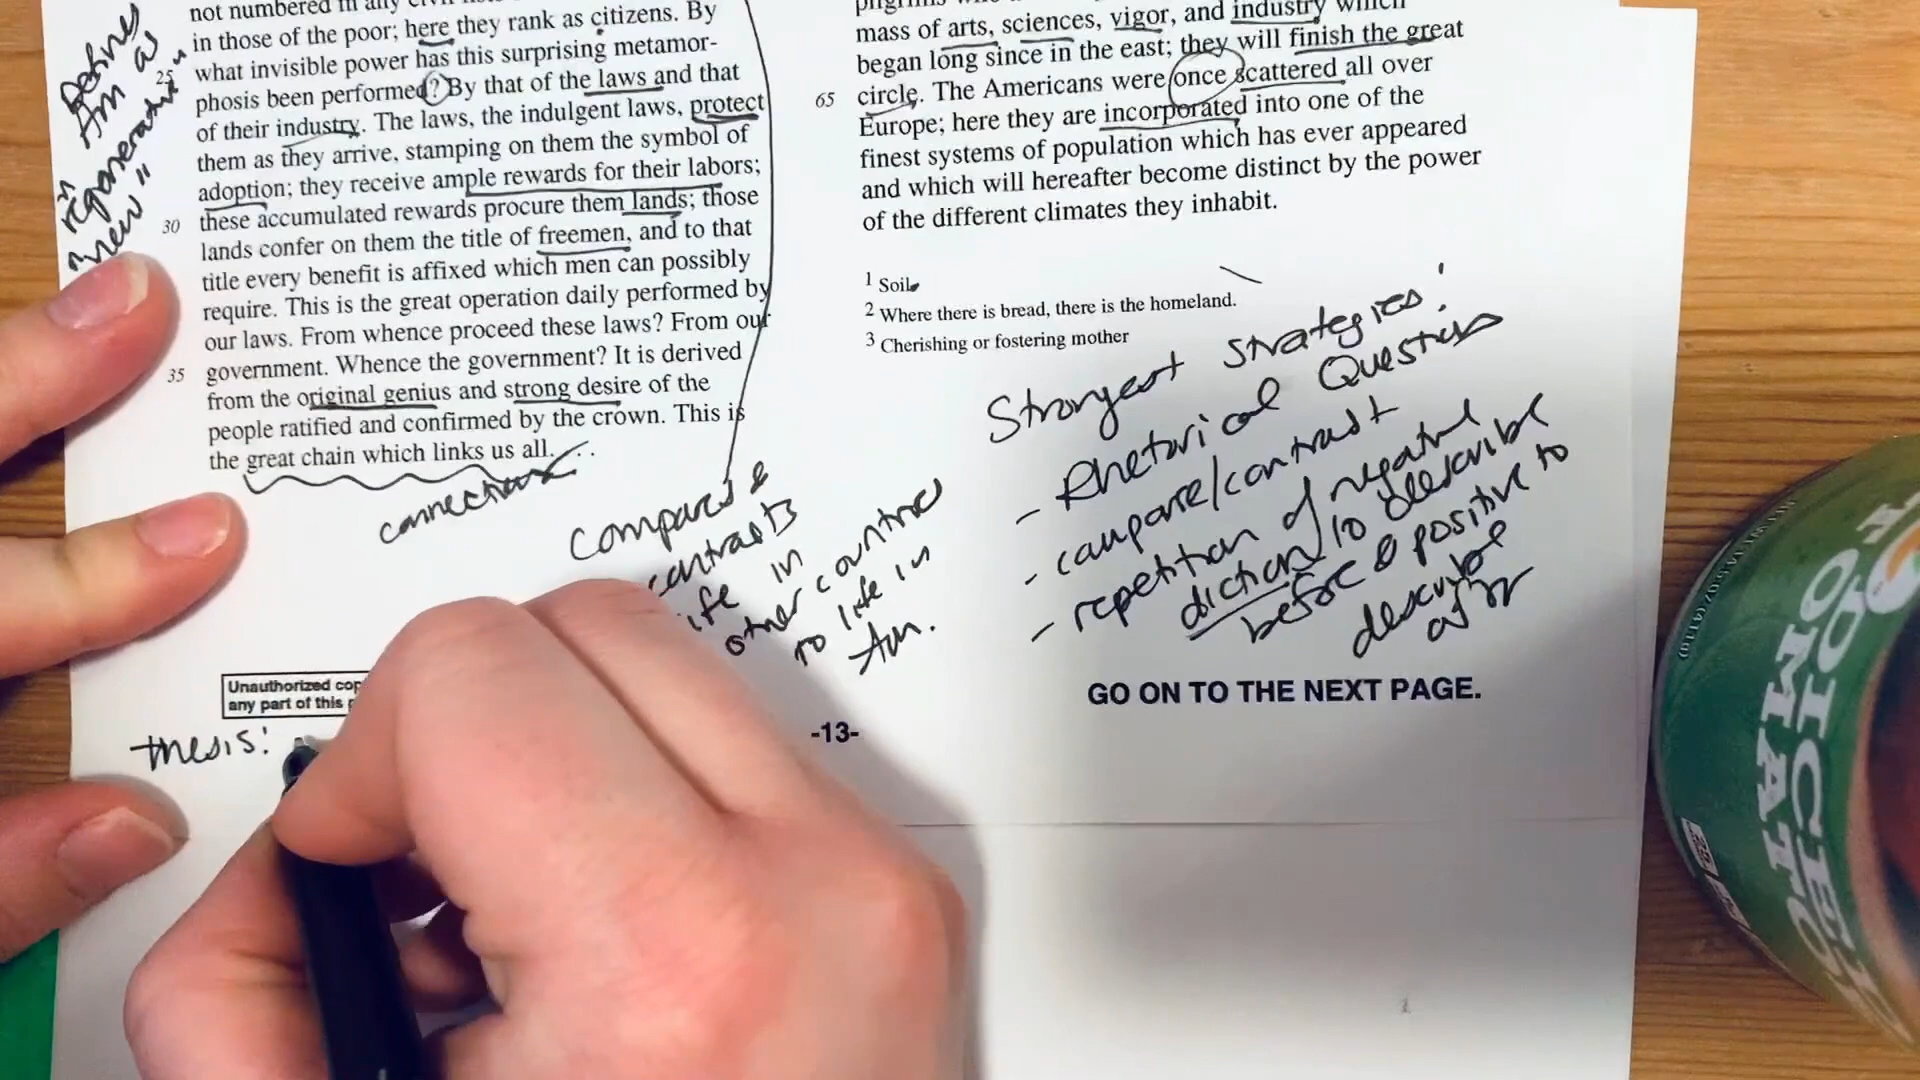 not numbered in any
in those of the poor; here they rank as citizens. By
what invisible power has this surprising metamor-
25 phosis been performed? By that of the laws and that
of their industry. The laws, the indulgent laws, protect
them as they arrive, stamping on them the symbol of
adoption; they receive ample rewards for their labors;
30 these accumulated rewards procure them lands; those
lands confer on them the title of freemen, and to that
title every benefit is affixed which men can possibly
require. This is the great operation daily performed by
our laws. From whence proceed these laws? From our
35 government. Whence the government? It is derived
from the original genius and strong desire of the
people ratified and confirmed by the crown. This is
the great chain which links us all. . .
Defines
Am as
"
regeneration
"new"
connection
Compares &
contrasts
life in
other countries
to life in
Am.
mass of arts, sciences, vigor, and industry which
began long since in the east; they will finish the great
65 circle. The Americans were once scattered all over
Europe; here they are incorporated into one of the
finest systems of population which has ever appeared
and which will hereafter become distinct by the power
of the different climates they inhabit.
1 Soil
2 Where there is bread, there is the homeland.
3 Cherishing or fostering mother
Strongest Strategies:
- Rhetorical Questions
- compare/contrast
- repetition of negative
diction to describe
before & positive to
describe
after
Unauthorized
any part of this
thesis:
-13-
GO ON TO THE NEXT PAGE.